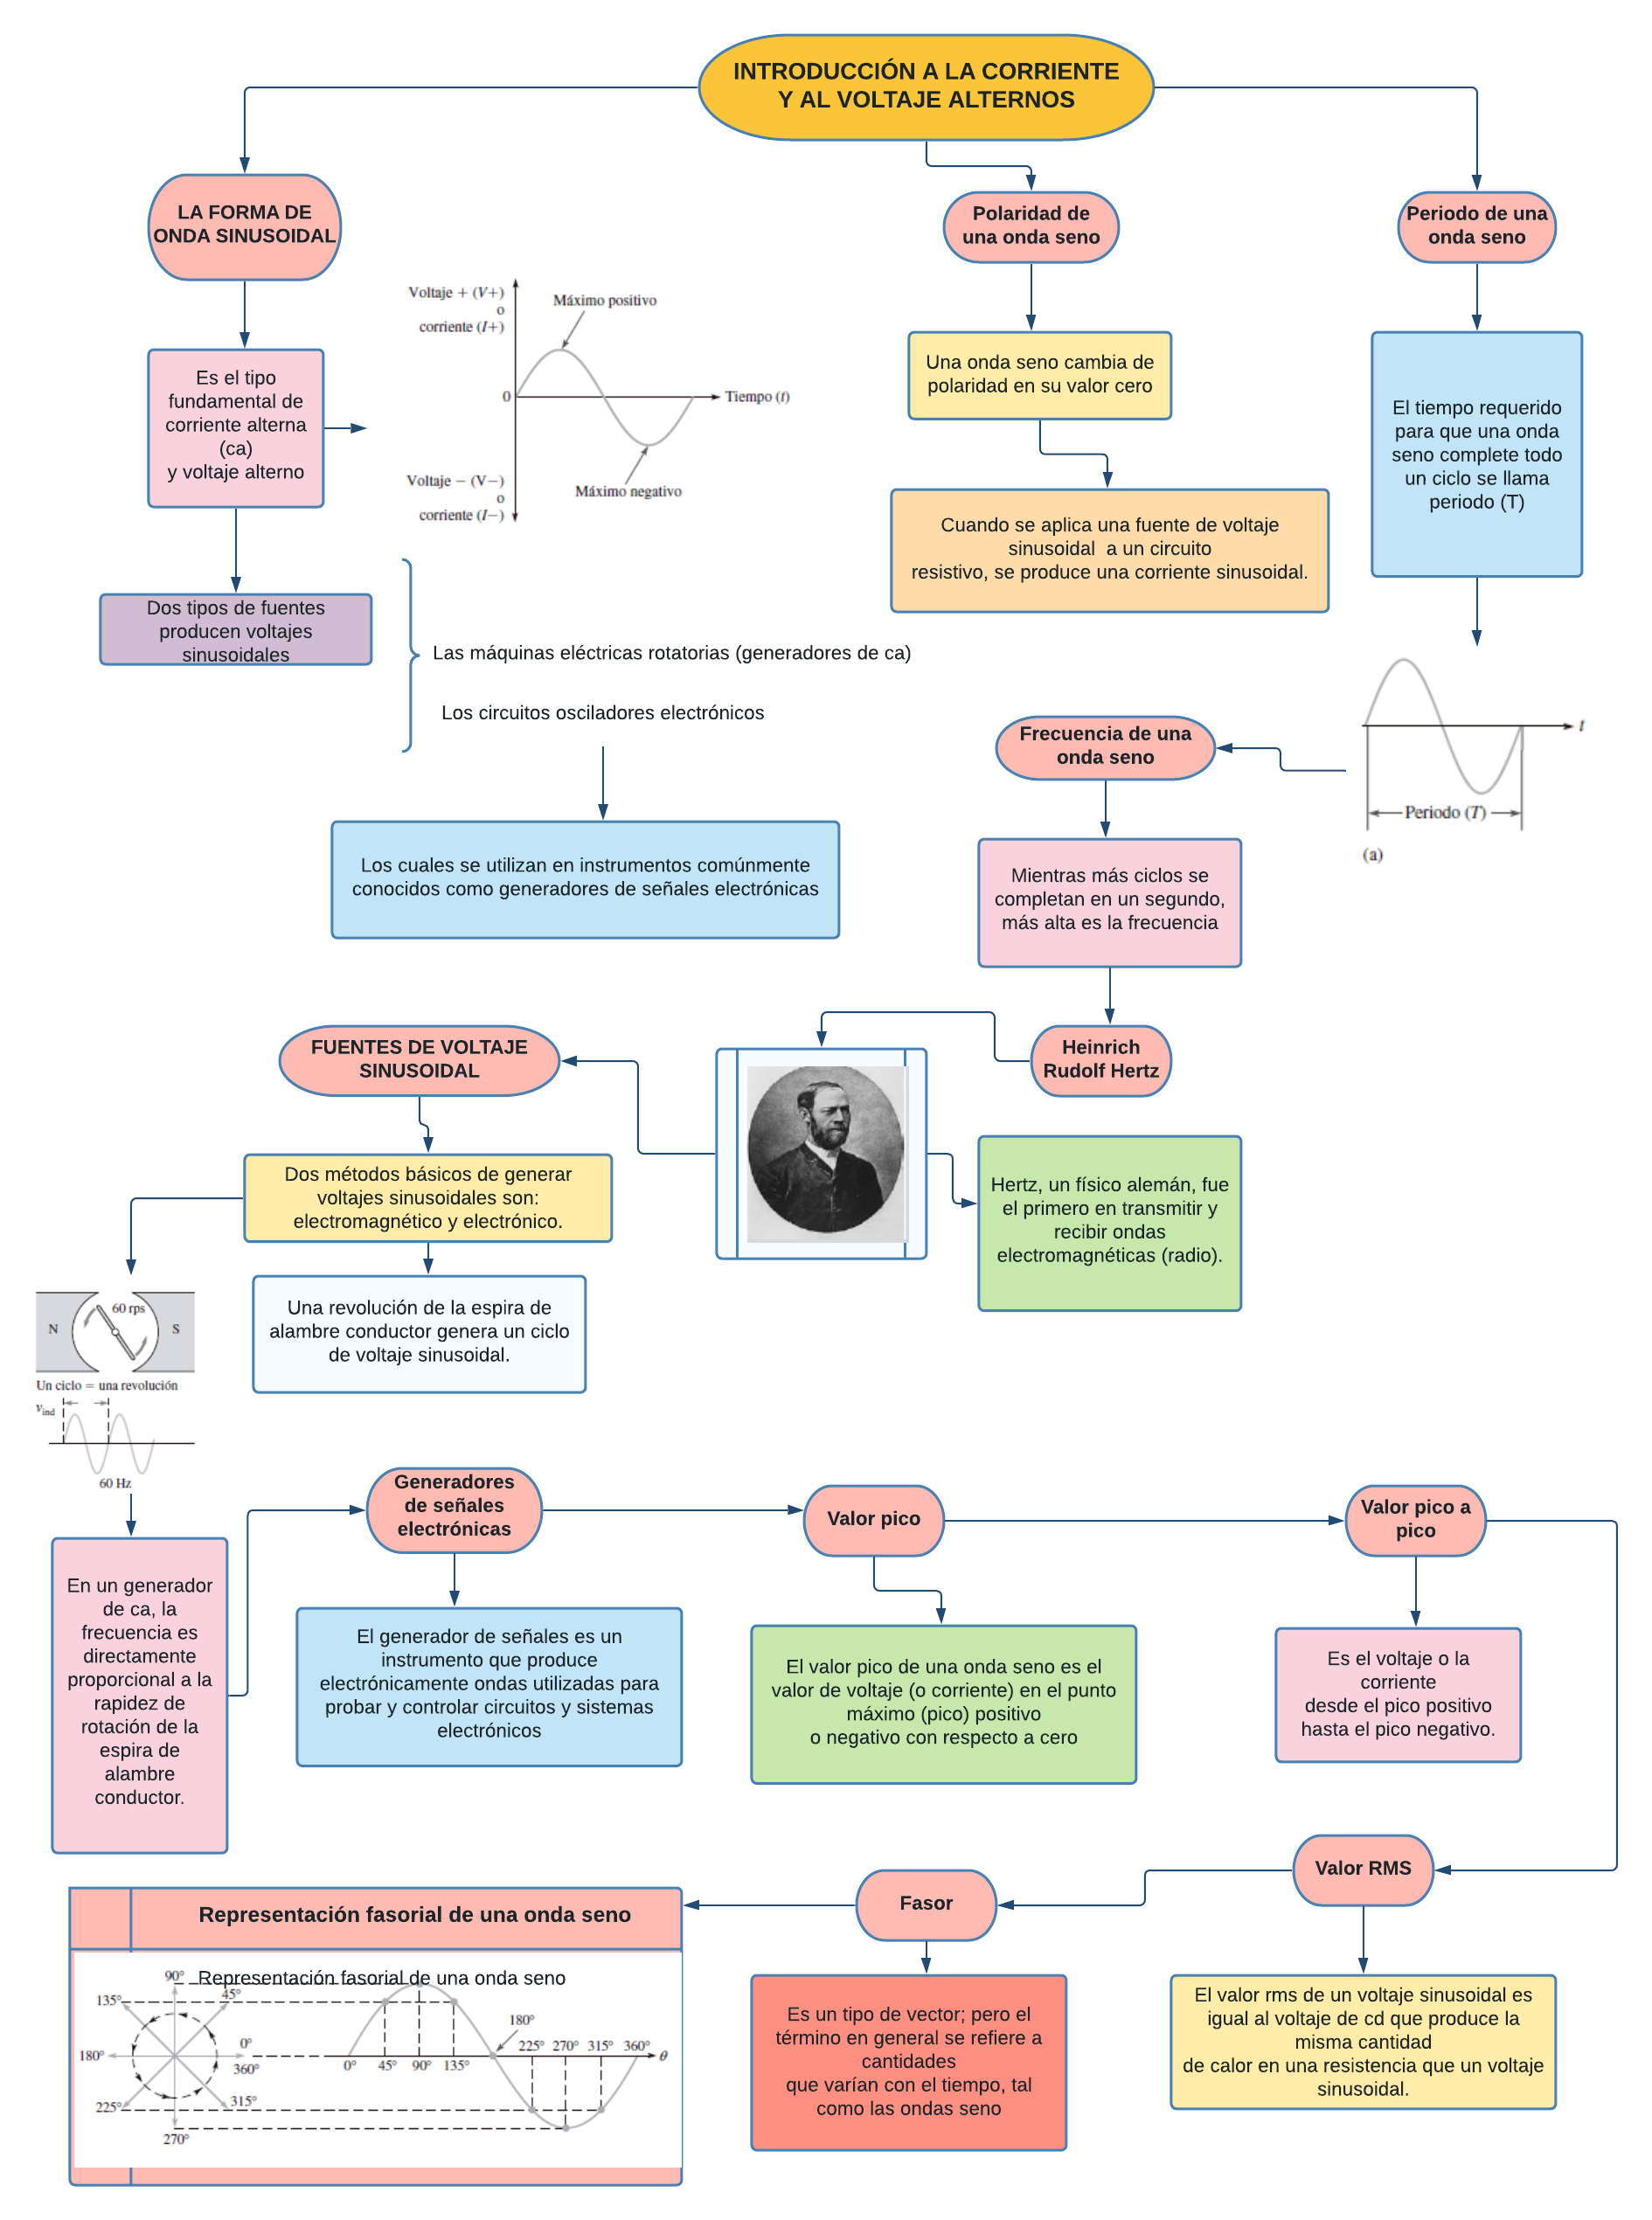 INTRODUCCIÓN A LA CORRIENTE
Y AL VOLTAJE ALTERNOS
LA FORMA DE
ONDA SINUSOIDAL
Polaridad de
una onda seno
Periodo de una
onda seno
Es el tipo
fundamental de
corriente alterna
(ca)
y voltaje alterno
Voltaje + (V+)
o
corriente (I+)
Máximo positivo
0
Tiempo (t)
Voltaje − (V−)
o
corriente (I−)
Máximo negativo
Una onda seno cambia de
polaridad en su valor cero
Cuando se aplica una fuente de voltaje
sinusoidal  a un circuito
resistivo, se produce una corriente sinusoidal.
El tiempo requerido
para que una onda
seno complete todo
un ciclo se llama
periodo (T)
Dos tipos de fuentes
producen voltajes
sinusoidales
Las máquinas eléctricas rotatorias (generadores de ca)
Los circuitos osciladores electrónicos
Los cuales se utilizan en instrumentos comúnmente
conocidos como generadores de señales electrónicas
t
Periodo (T)
(a)
Frecuencia de una
onda seno
Mientras más ciclos se
completan en un segundo,
más alta es la frecuencia
Heinrich
Rudolf Hertz
Hertz, un físico alemán, fue
el primero en transmitir y
recibir ondas
electromagnéticas (radio).
FUENTES DE VOLTAJE
SINUSOIDAL
Dos métodos básicos de generar
voltajes sinusoidales son:
electromagnético y electrónico.
Una revolución de la espira de
alambre conductor genera un ciclo
de voltaje sinusoidal.
60 rps
N
S
Un ciclo = una revolución
vind
60 Hz
En un generador
de ca, la
frecuencia es
directamente
proporcional a la
rapidez de
rotación de la
espira de
alambre
conductor.
Generadores
de señales
electrónicas
El generador de señales es un
instrumento que produce
electrónicamente ondas utilizadas para
probar y controlar circuitos y sistemas
electrónicos
Valor pico
El valor pico de una onda seno es el
valor de voltaje (o corriente) en el punto
máximo (pico) positivo
o negativo con respecto a cero
Valor pico a
pico
Es el voltaje o la
corriente
desde el pico positivo
hasta el pico negativo.
Valor RMS
El valor rms de un voltaje sinusoidal es
igual al voltaje de cd que produce la
misma cantidad
de calor en una resistencia que un voltaje
sinusoidal.
Fasor
Es un tipo de vector; pero el
término en general se refiere a
cantidades
que varían con el tiempo, tal
como las ondas seno
Representación fasorial de una onda seno
Representación fasorial de una onda seno
90°
135°
45°
180°
0°
360°
225°
315°
270°
0° 45° 90° 135°
180°
225° 270° 315° 360° θ